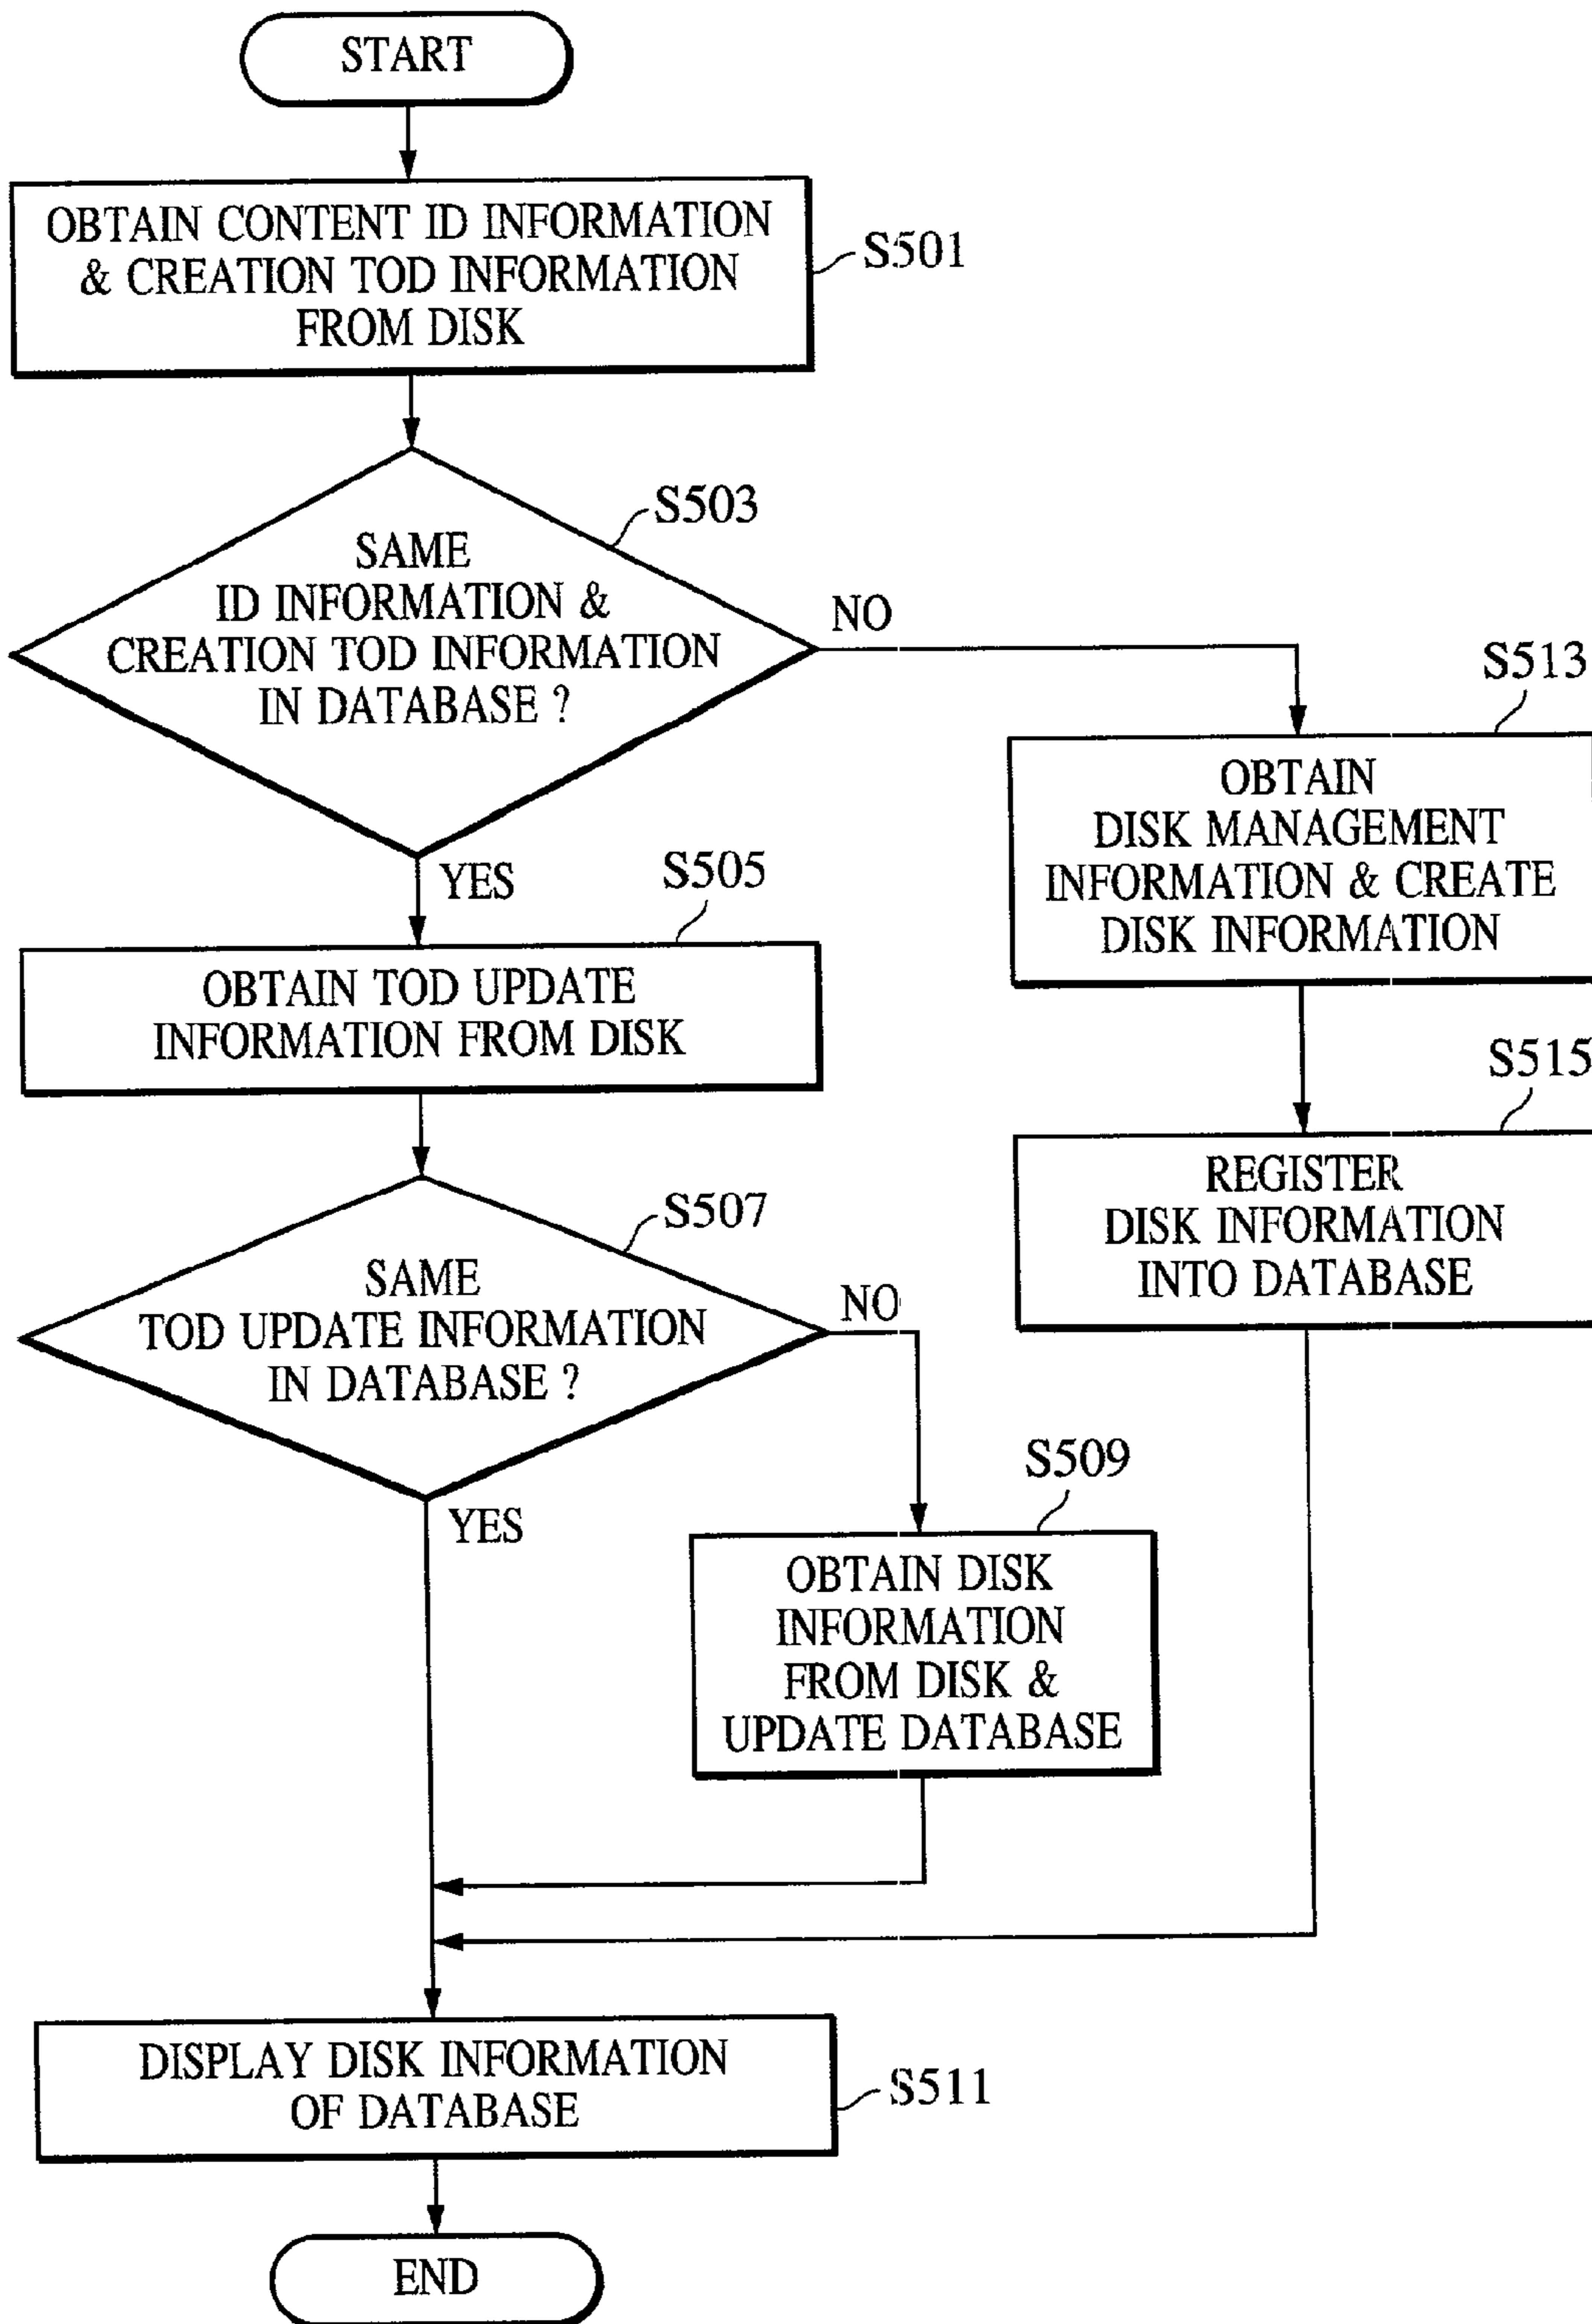 START
OBTAIN CONTENT ID INFORMATION
& CREATION TOD INFORMATION
FROM DISK
S501
S503
SAME
ID INFORMATION &
CREATION TOD INFORMATION
IN DATABASE ?
NO
YES
S513
OBTAIN
DISK MANAGEMENT
INFORMATION & CREATE
DISK INFORMATION
S505
OBTAIN TOD UPDATE
INFORMATION FROM DISK
S515
REGISTER
DISK INFORMATION
INTO DATABASE
S507
SAME
TOD UPDATE INFORMATION
IN DATABASE ?
NO
YES
S509
OBTAIN DISK
INFORMATION
FROM DISK &
UPDATE DATABASE
DISPLAY DISK INFORMATION
OF DATABASE
S511
END